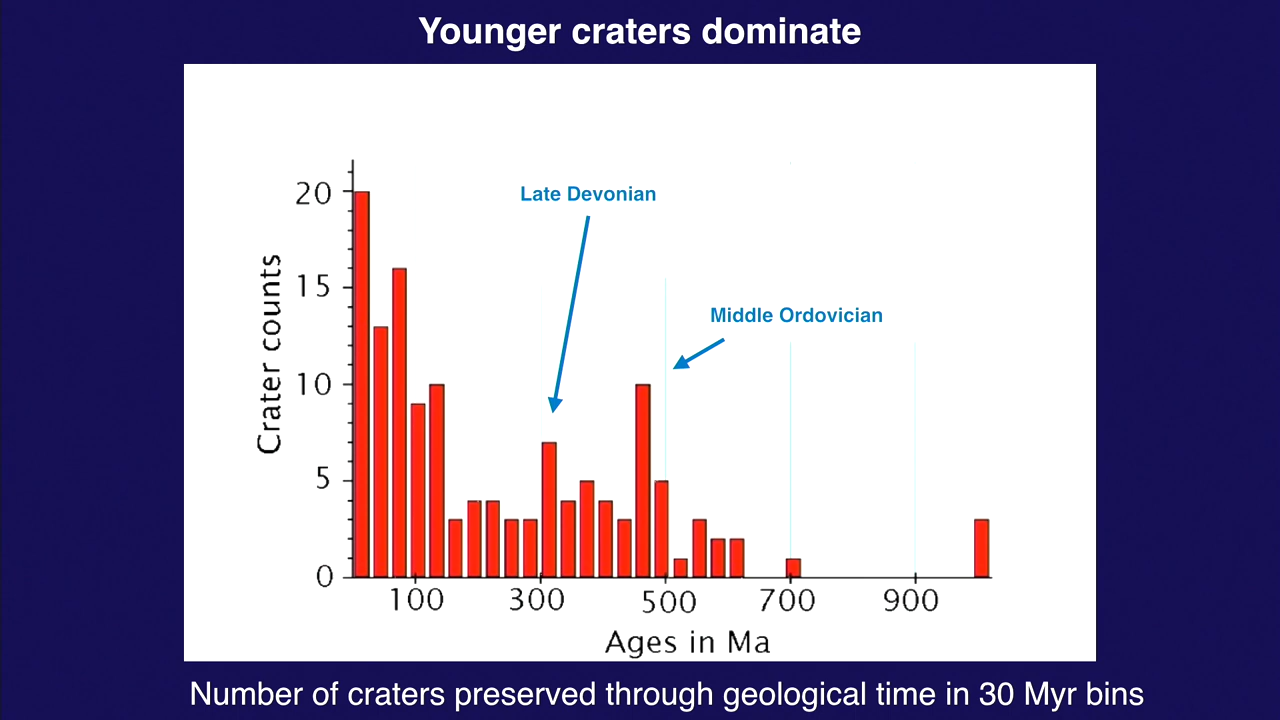 Younger craters dominate
Late Devonian
Middle Ordovician
Crater counts
20
15
10
5
0
100 300 500 700 900
Ages in Ma
Number of craters preserved through geological time in 30 Myr bins